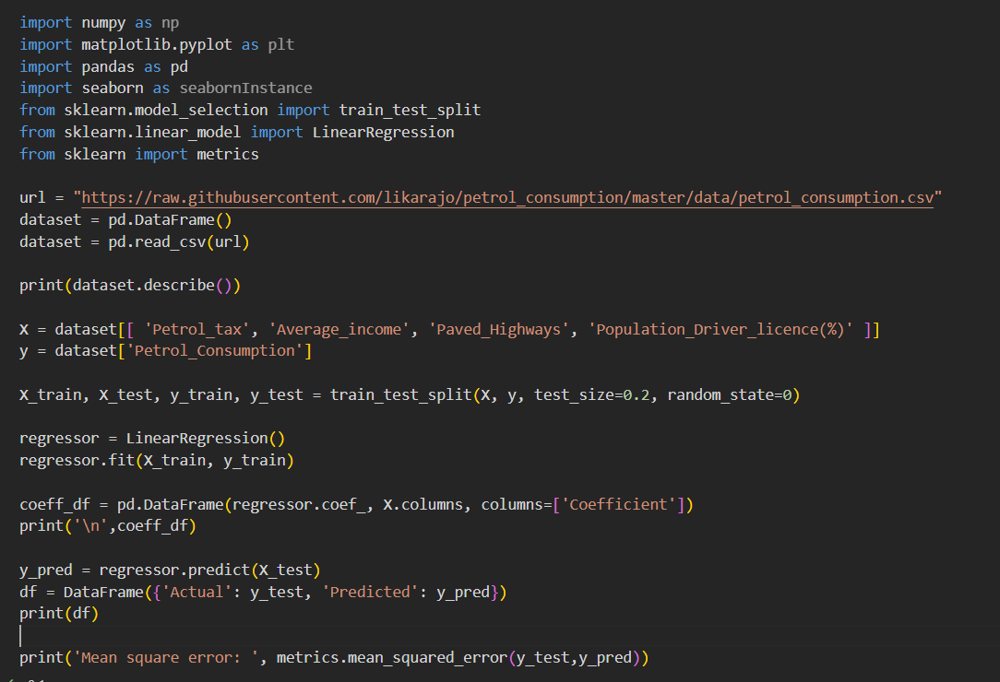 import numpy as np
import matplotlib.pyplot as plt
import pandas as pd
import seaborn as seabornInstance
from sklearn.model_selection import train_test_split
from sklearn.linear_model import LinearRegression
from sklearn import metrics
url = "https://raw.githubusercontent.com/likarajo/petrol_consumption/master/data/petrol_consumption.csv"
dataset = pd.DataFrame()
dataset = pd.read_csv(url)
print(dataset.describe())
X = dataset[[ 'Petrol_tax', 'Average_income', 'Paved_Highways', 'Population_Driver_licence(%)' ]]
y = dataset['Petrol_Consumption']
X_train, X_test, y_train, y_test = train_test_split(X, y, test_size=0.2, random_state=0)
regressor = LinearRegression()
regressor.fit(X_train, y_train)
coeff_df = pd.DataFrame(regressor.coef_, X.columns, columns=['Coefficient'])
print('\n',coeff_df)
y_pred = regressor.predict(X_test)
df = DataFrame({'Actual': y_test, 'Predicted': y_pred})
print(df)
print('Mean square error: ', metrics.mean_squared_error(y_test,y_pred))